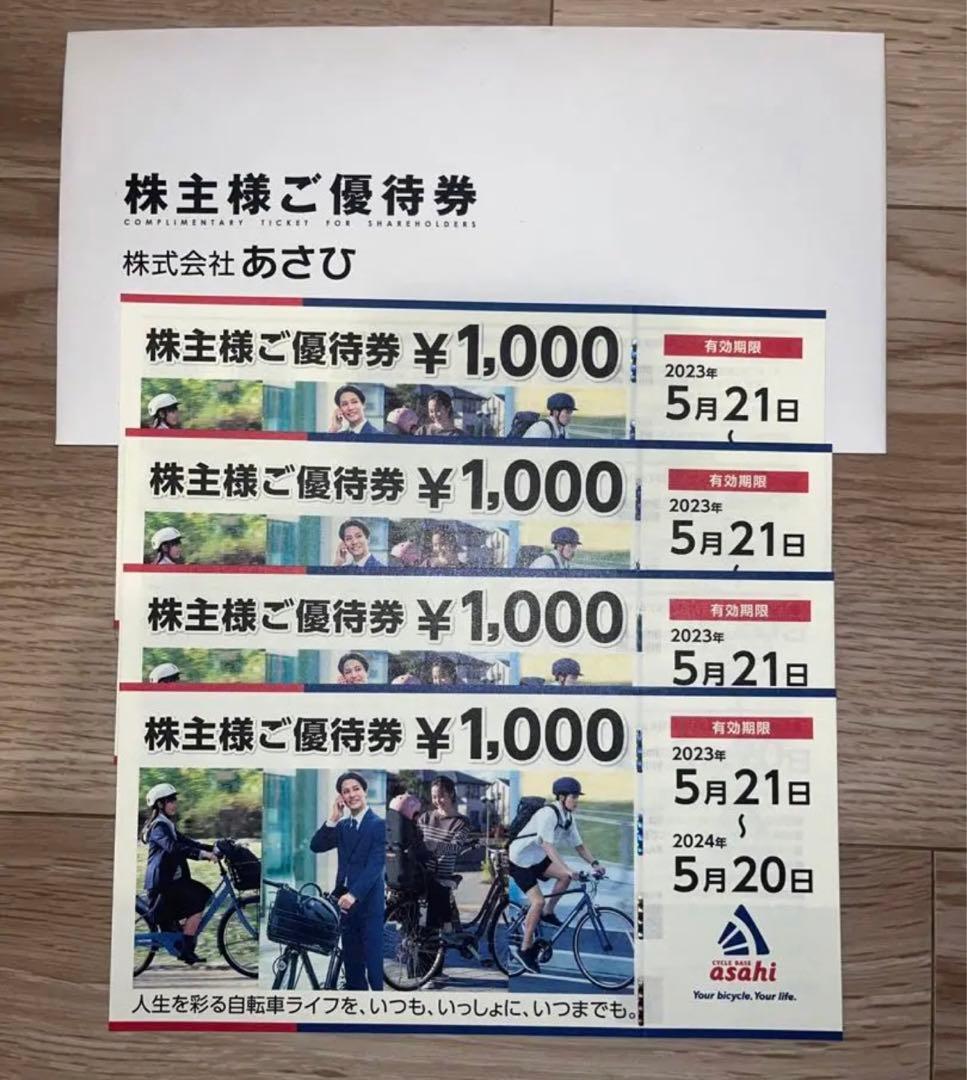 株主様ご優待券
COMPLIMENTARY TICKET FOR SHAREHOLDERS
株式会社 あさひ
株主様ご優待券 ¥1,000
有効期限
2023年
5月21日
〜
株主様ご優待券 ¥1,000
有効期限
2023年
5月21日
株主様ご優待券 ¥1,000
有効期限
2023年
5月21日
株主様ご優待券 ¥1,000
有効期限
2023年
5月21日
〜
2024年
5月20日
CYCLE BASE
asahi
Your bicycle, Your life.
人生を彩る自転車ライフを、いつも、いっしょに、いつまでも。